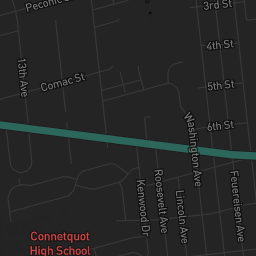 Peconic
3rd St
4th St
13th Ave
Comac St
5th St
6th St
Washington Ave
Roosevelt Ave
Kenwood Dr
Lincoln Ave
Feuereisen Ave
Connetquot
High School